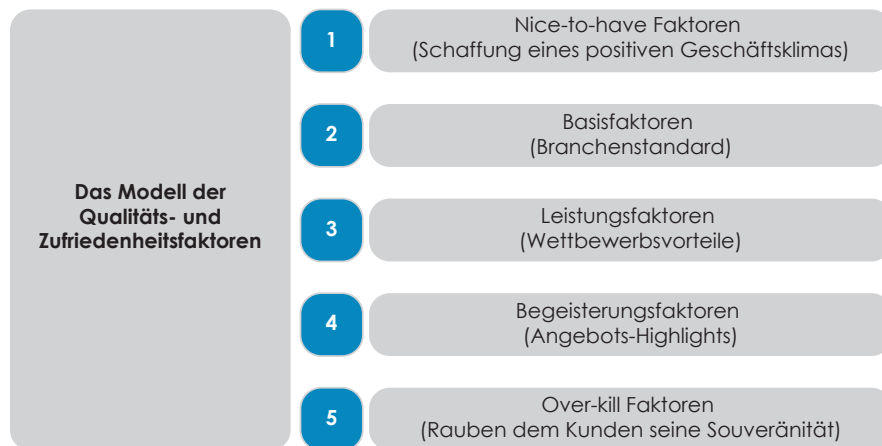 Das Modell der
Qualitäts- und
Zufriedenheitsfaktoren
1
Nice-to-have Faktoren
(Schaffung eines positiven Geschäftsklimas)
2
Basisfaktoren
(Branchenstandard)
3
Leistungsfaktoren
(Wettbewerbsvorteile)
4
Begeisterungsfaktoren
(Angebots-Highlights)
5
Over-kill Faktoren
(Rauben dem Kunden seine Souveränität)